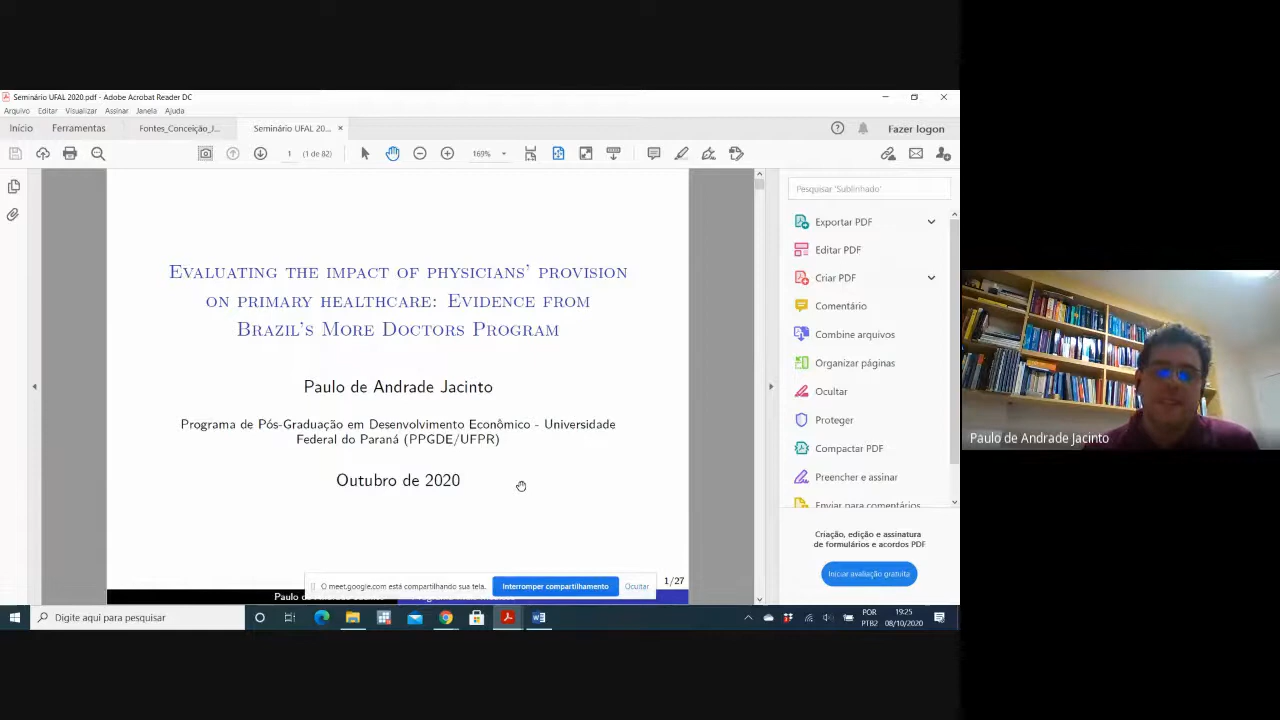 Seminário UFAL 2020.pdf - Adobe Acrobat Reader DC
Arquivo Editar Visualizar Assinar Janela Ajuda
Início Ferramentas Fontes_Conceição_J... Seminário UFAL 20... × Fazer logon
1 (1 de 82) 169%
Pesquisar 'Sublinhado'
Exportar PDF
Editar PDF
Criar PDF
Comentário
Combine arquivos
Organizar páginas
Ocultar
Proteger
Compactar PDF
Preencher e assinar
Enviar para comentários
Criação, edição e assinatura
de formulários e acordos PDF
Iniciar avaliação gratuita
Evaluating the impact of physicians' provision
on primary healthcare: Evidence from
Brazil's More Doctors Program
Paulo de Andrade Jacinto
Programa de Pós-Graduação em Desenvolvimento Econômico - Universidade
Federal do Paraná (PPGDE/UFPR)
Outubro de 2020
1/27
O meet.google.com está compartilhando sua tela. Interromper compartilhamento Ocultar
Digite aqui para pesquisar
POR
PTB2
19:25
08/10/2020
Paulo de Andrade Jacinto